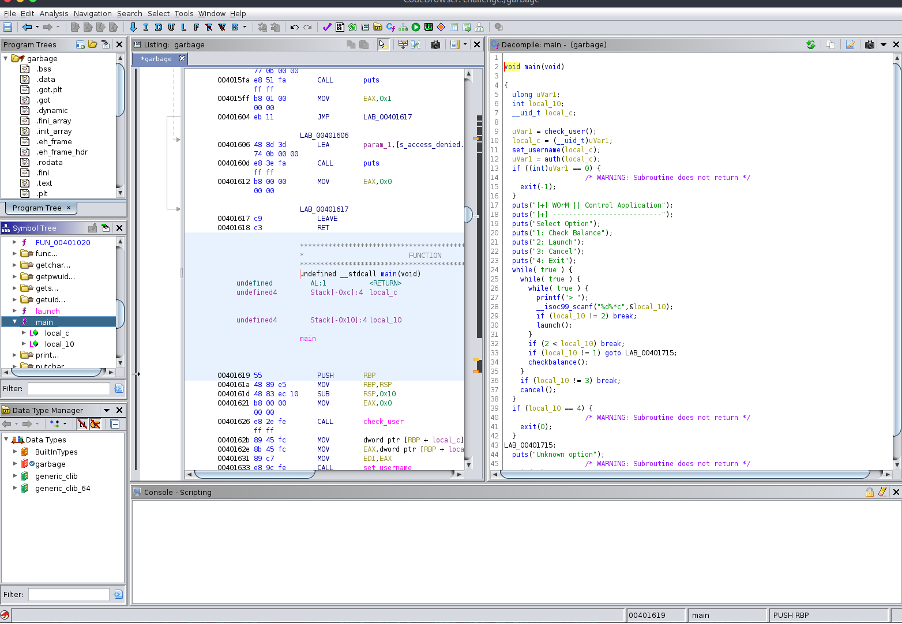 CodeBrowser: challenge:/garbage
File Edit Analysis Navigation Search Select Tools Window Help
Program Trees
garbage
.bss
.data
.got.plt
.got
.dynamic
.fini_array
.init_array
.eh_frame
.eh_frame_hdr
.rodata
.fini
.text
.plt
Program Tree ×
Symbol Tree
FUN_00401020
func...
getchar...
getpwuid...
gets...
getuid...
launch
main
local_c
local_10
print...
putchar
Filter:
Data Type Manager
Data Types
BuiltInTypes
garbage
generic_clib
generic_clib_64
Filter:
Listing: garbage
*garbage
77 0b 00 00
004015fa e8 51 fa CALL puts
ff ff
004015ff b8 01 00 MOV EAX,0x1
00 00
00401604 eb 11 JMP LAB_00401617
LAB_00401606
00401606 48 8d 3d LEA param_1,[s_access_denied.
74 0b 00 00
0040160d e8 3e fa CALL puts
ff ff
00401612 b8 00 00 MOV EAX,0x0
00 00
LAB_00401617
00401617 c9 LEAVE
00401618 c3 RET
* FUNCTION
undefined __stdcall main(void)
undefined AL:1 <RETURN>
undefined4 Stack[-0xc]:4 local_c
undefined4 Stack[-0x10]:4 local_10
main
00401619 55 PUSH RBP
0040161a 48 89 e5 MOV RBP,RSP
0040161d 48 83 ec 10 SUB RSP,0x10
00401621 b8 00 00 MOV EAX,0x0
00 00
00401626 e8 2e fe CALL check_user
ff ff
0040162b 89 45 fc MOV dword ptr [RBP + local_c]
0040162e 8b 45 fc MOV EAX,dword ptr [RBP + loca
00401631 89 c7 MOV EDI,EAX
00401633 e8 9c fe CALL set_username
Decompile: main - (garbage)
1
2 void main(void)
3
4 {
5 ulong uVar1;
6 int local_10;
7 __uid_t local_c;
8
9 uVar1 = check_user();
10 local_c = (__uid_t)uVar1;
11 set_username(local_c);
12 uVar1 = auth(local_c);
13 if ((int)uVar1 == 0) {
14 /* WARNING: Subroutine does not return */
15 exit(-1);
16 }
17 puts("[+] W0rM || Control Application");
18 puts("[+] ---------------------------");
19 puts("Select Option");
20 puts("1: Check Balance");
21 puts("2: Launch");
22 puts("3: Cancel");
23 puts("4: Exit");
24 while( true ) {
25 while( true ) {
26 while( true ) {
27 printf("> ");
28 __isoc99_scanf("%d%*c",&local_10);
29 if (local_10 != 2) break;
30 launch();
31 }
32 if (2 < local_10) break;
33 if (local_10 != 1) goto LAB_00401715;
34 checkbalance();
35 }
36 if (local_10 != 3) break;
37 cancel();
38 }
39 if (local_10 == 4) {
40 /* WARNING: Subroutine does not return */
41 exit(0);
42 }
43 LAB_00401715:
44 puts("Unknown option");
45 /* WARNING: Subroutine does not return */
Console - Scripting
00401619 main PUSH RBP